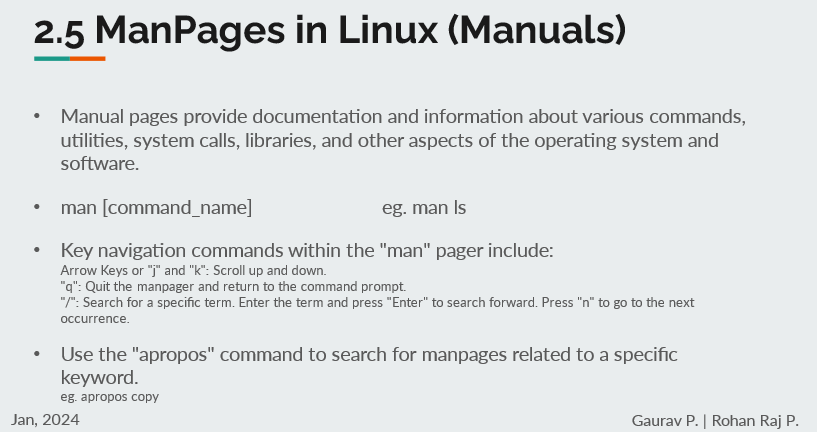 2.5 ManPages in Linux (Manuals)
• Manual pages provide documentation and information about various commands,
utilities, system calls, libraries, and other aspects of the operating system and
software.
• man [command_name] eg. man ls
• Key navigation commands within the "man" pager include:
Arrow Keys or "j" and "k": Scroll up and down.
"q": Quit the manpager and return to the command prompt.
"/": Search for a specific term. Enter the term and press "Enter" to search forward. Press "n" to go to the next
occurrence.
• Use the "apropos" command to search for manpages related to a specific
keyword.
eg. apropos copy
Jan, 2024 Gaurav P. | Rohan Raj P.